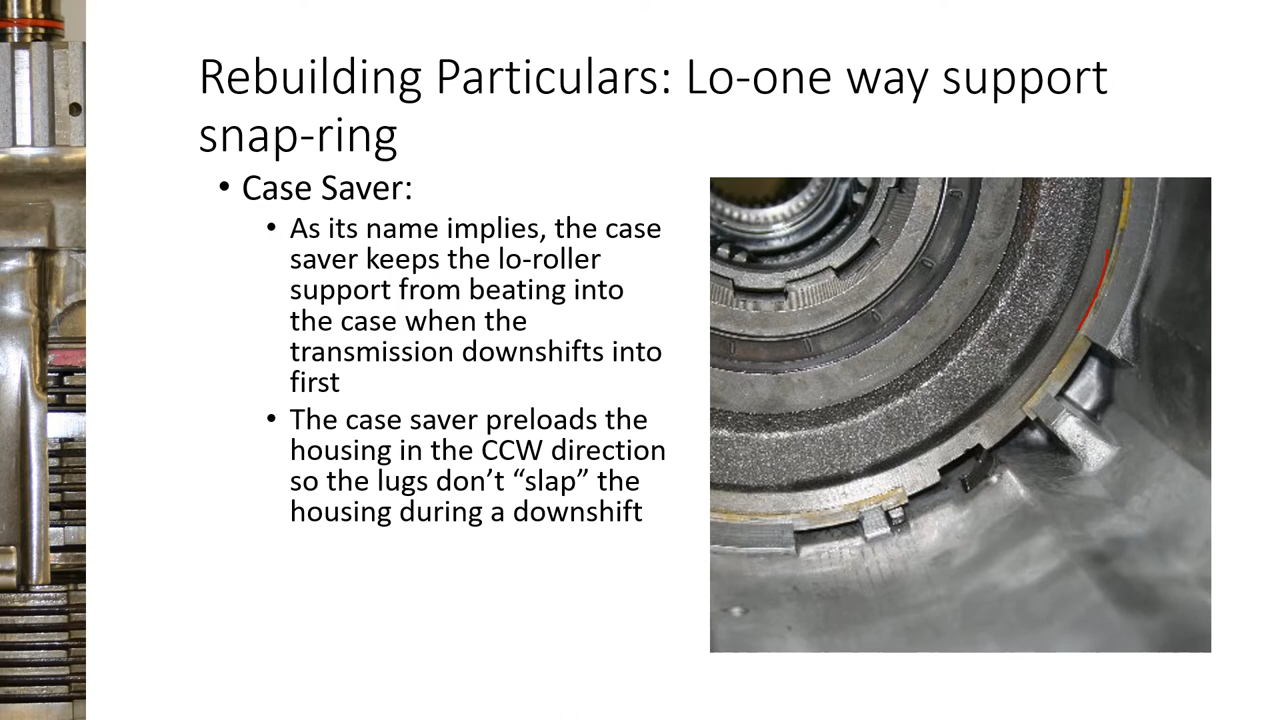 Rebuilding Particulars: Lo-one way support
snap-ring
• Case Saver:
• As its name implies, the case
saver keeps the lo-roller
support from beating into
the case when the
transmission downshifts into
first
• The case saver preloads the
housing in the CCW direction
so the lugs don’t “slap” the
housing during a downshift